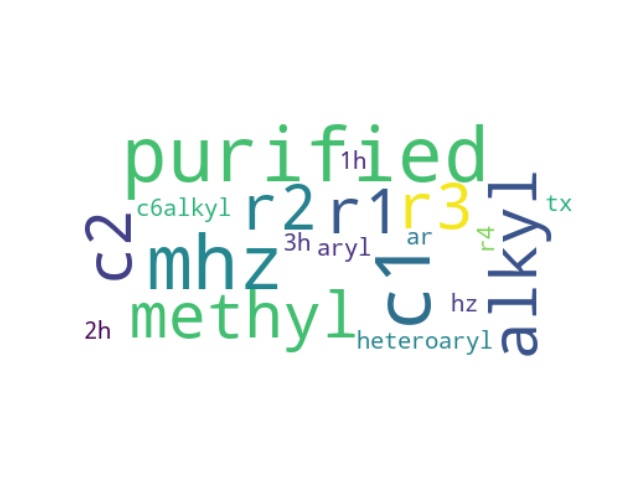 purified
1h
c6alkyl
r2
r1
r3
tx
c2
mhz
3h
aryl
ar
r4
alkyl
c1
methyl
hz
2h
heteroaryl